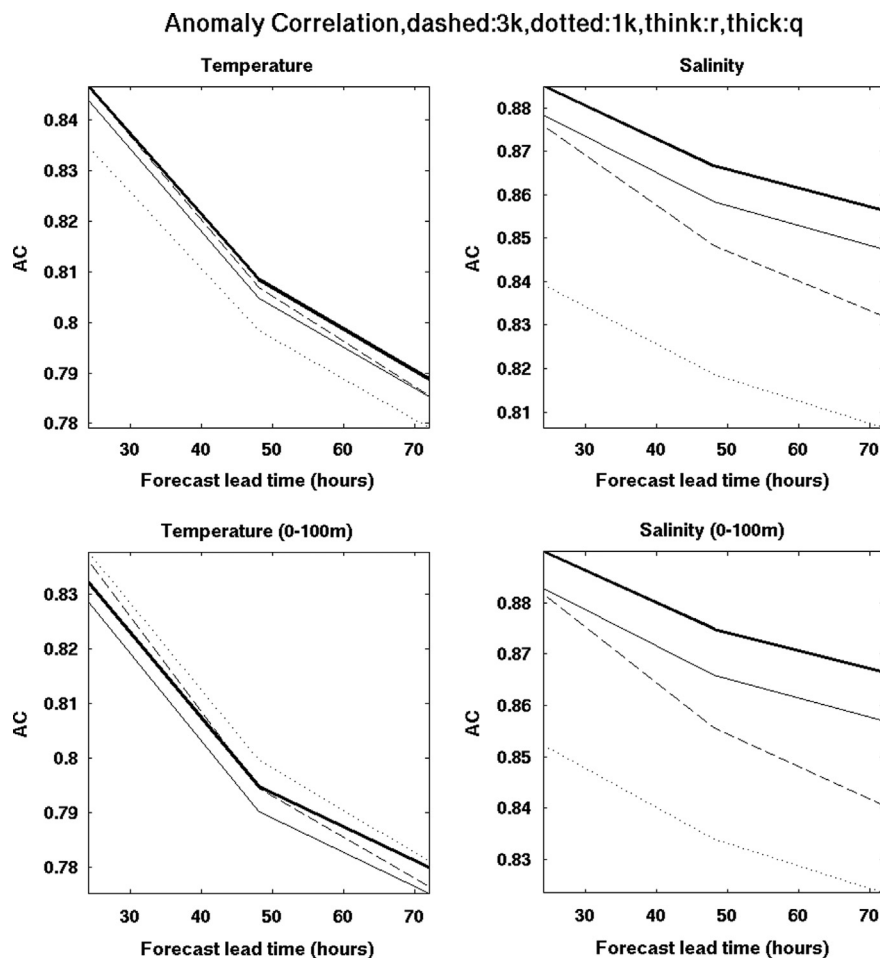 Anomaly Correlation,dashed:3k,dotted:1k,think:r,thick:q
Temperature
AC
0.84
0.83
0.82
0.81
0.8
0.79
0.78
30 40 50 60 70
Forecast lead time (hours)
Salinity
AC
0.88
0.87
0.86
0.85
0.84
0.83
0.82
0.81
30 40 50 60 70
Forecast lead time (hours)
Temperature (0-100m)
AC
0.83
0.82
0.81
0.8
0.79
0.78
30 40 50 60 70
Forecast lead time (hours)
Salinity (0-100m)
AC
0.88
0.87
0.86
0.85
0.84
0.83
30 40 50 60 70
Forecast lead time (hours)